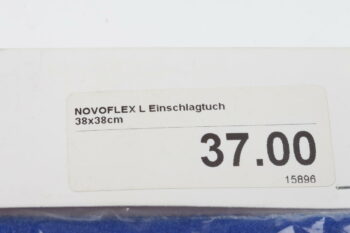 NOVOFLEX L Einschlagtuch
38x38cm
37.00
15896